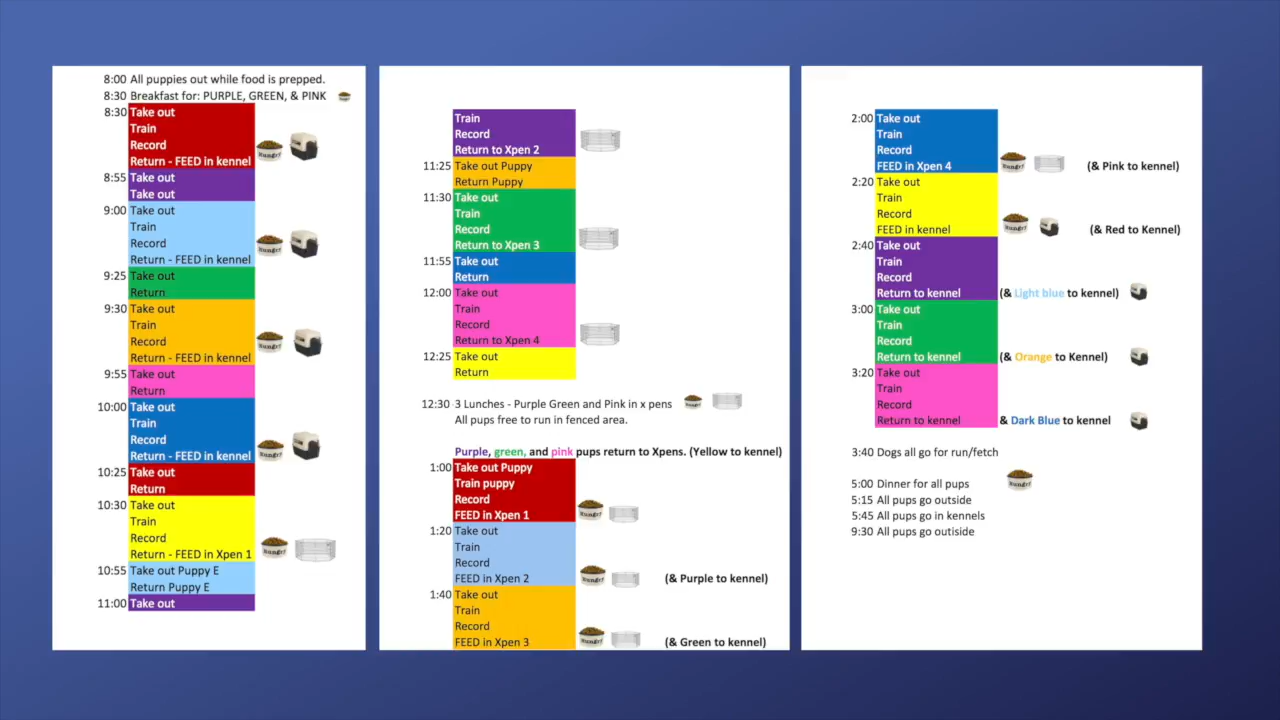 8:00 All puppies out while food is prepped.
8:30 Breakfast for: PURPLE, GREEN, & PINK
8:30 Take out
Train
Record
Return - FEED in kennel
Hungry
8:55 Take out
Take out
9:00 Take out
Train
Record
Return - FEED in kennel
Hungry
9:25 Take out
Return
9:30 Take out
Train
Record
Return - FEED in kennel
Hungry
9:55 Take out
Return
10:00 Take out
Train
Record
Return - FEED in kennel
Hungry
10:25 Take out
Return
10:30 Take out
Train
Record
Return - FEED in Xpen 1
Hungry
10:55 Take out Puppy E
Return Puppy E
11:00 Take out
Train
Record
Return to Xpen 2
11:25 Take out Puppy
Return Puppy
11:30 Take out
Train
Record
Return to Xpen 3
11:55 Take out
Return
12:00 Take out
Train
Record
Return to Xpen 4
12:25 Take out
Return
12:30 3 Lunches - Purple Green and Pink in x pens
All pups free to run in fenced area.
Purple, green, and pink pups return to Xpens. (Yellow to kennel)
1:00 Take out Puppy
Train puppy
Record
FEED in Xpen 1
Hungry
1:20 Take out
Train
Record
FEED in Xpen 2
Hungry
(& Purple to kennel)
1:40 Take out
Train
Record
FEED in Xpen 3
Hungry
(& Green to kennel)
2:00 Take out
Train
Record
FEED in Xpen 4
Hungry
(& Pink to kennel)
2:20 Take out
Train
Record
FEED in kennel
Hungry
(& Red to Kennel)
2:40 Take out
Train
Record
Return to kennel (& Light blue to kennel)
3:00 Take out
Train
Record
Return to kennel (& Orange to Kennel)
3:20 Take out
Train
Record
Return to kennel & Dark Blue to kennel
3:40 Dogs all go for run/fetch
5:00 Dinner for all pups
Hungry
5:15 All pups go outside
5:45 All pups go in kennels
9:30 All pups go outiside